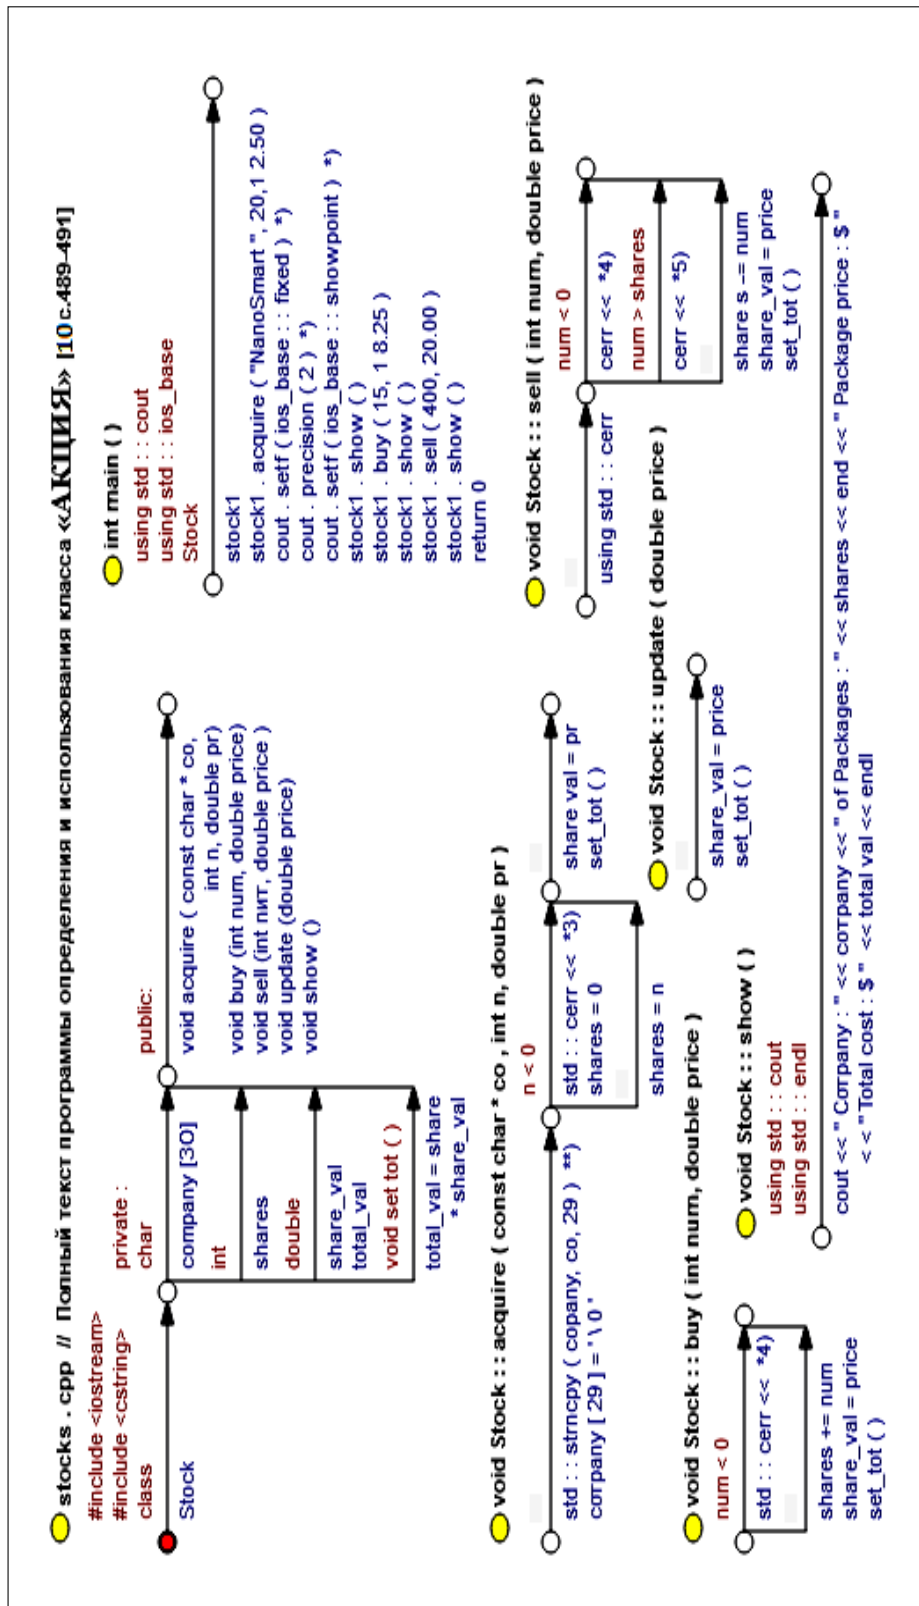 stocks . cpp // Полный текст программы определения и использования класса «АКЦИЯ» [10 с.489-491]
#include <iostream>
#include <cstring>
class
Stock
private :
char
company [3O]
int
shares
double
share_val
total_val
void set tot ( )
total_val = share
* share_val
public:
void acquire ( const char * co,
int n, double pr)
void buy (int num, double price)
void sell (int пит, double price )
void update (double price)
void show ()
int main ( )
using std : : cout
using std : : ios_base
Stock
stock1
stock1 . acquire ( "NanoSmart ", 20,1 2.50 )
cout . setf ( ios_base : : fixed ) *)
cout . precision ( 2 ) *)
cout . setf ( ios_base : : showpoint ) *)
stock1 . show ( )
stock1 . buy ( 15, 1 8.25 )
stock1 . show ( )
stock1 . sell ( 400, 20.00 )
stock1 . show ( )
return 0
void Stock : : acquire ( const char * co , int n, double pr )
std : : strncpy ( copany, co, 29 ) **)
company [ 29 ] = ' \ 0 '
n < 0
std : : cerr << *3)
shares = 0
shares = n
share val = pr
set_tot ( )
void Stock : : sell ( int num, double price )
using std : : cerr
num < 0
cerr << *4)
num > shares
cerr << *5)
share s -= num
share_val = price
set_tot ( )
void Stock : : update ( double price )
share_val = price
set_tot ( )
void Stock : : buy ( int num, double price )
num < 0
std : : cerr << *4)
shares += num
share_val = price
set_tot ( )
void Stock : : show ( )
using std : : cout
using std : : endl
cout << " Company : " << company << " of Packages : " << shares << end << " Package price : $ "
< < "Total cost : $ " << total val << endl